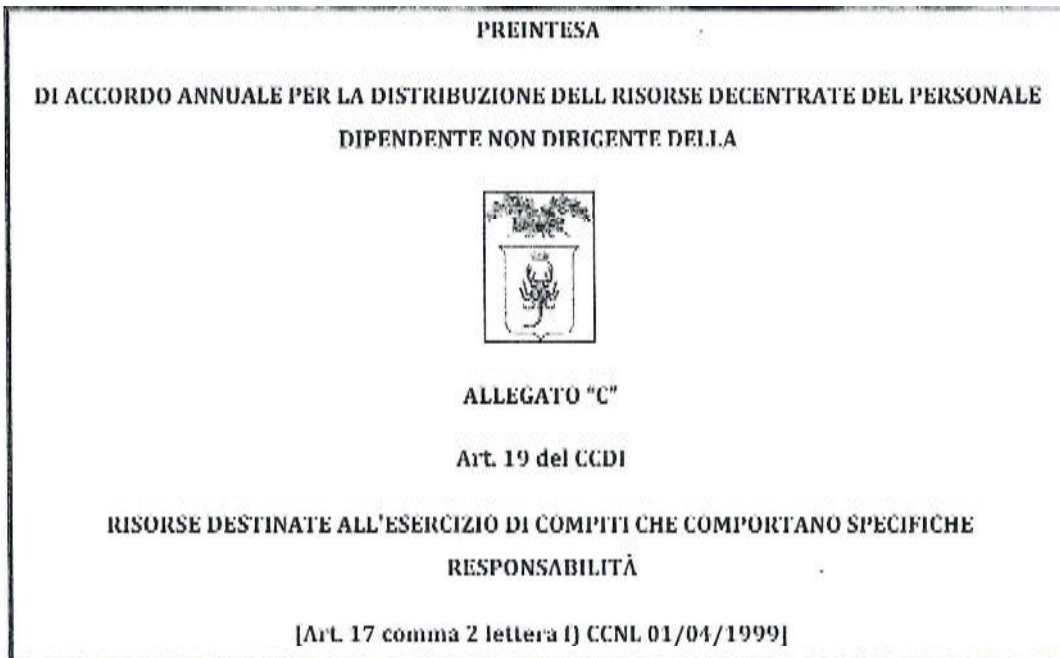 PREINTESA
DI ACCORDO ANNUALE PER LA DISTRIBUZIONE DELL RISORSE DECENTRATE DEL PERSONALE
DIPENDENTE NON DIRIGENTE DELLA
ALLEGATO "C"
Art. 19 del CCDI
RISORSE DESTINATE ALL'ESERCIZIO DI COMPITI CHE COMPORTANO SPECIFICHE
RESPONSABILITÀ
[Art. 17 comma 2 lettera f) CCNL 01/04/1999]